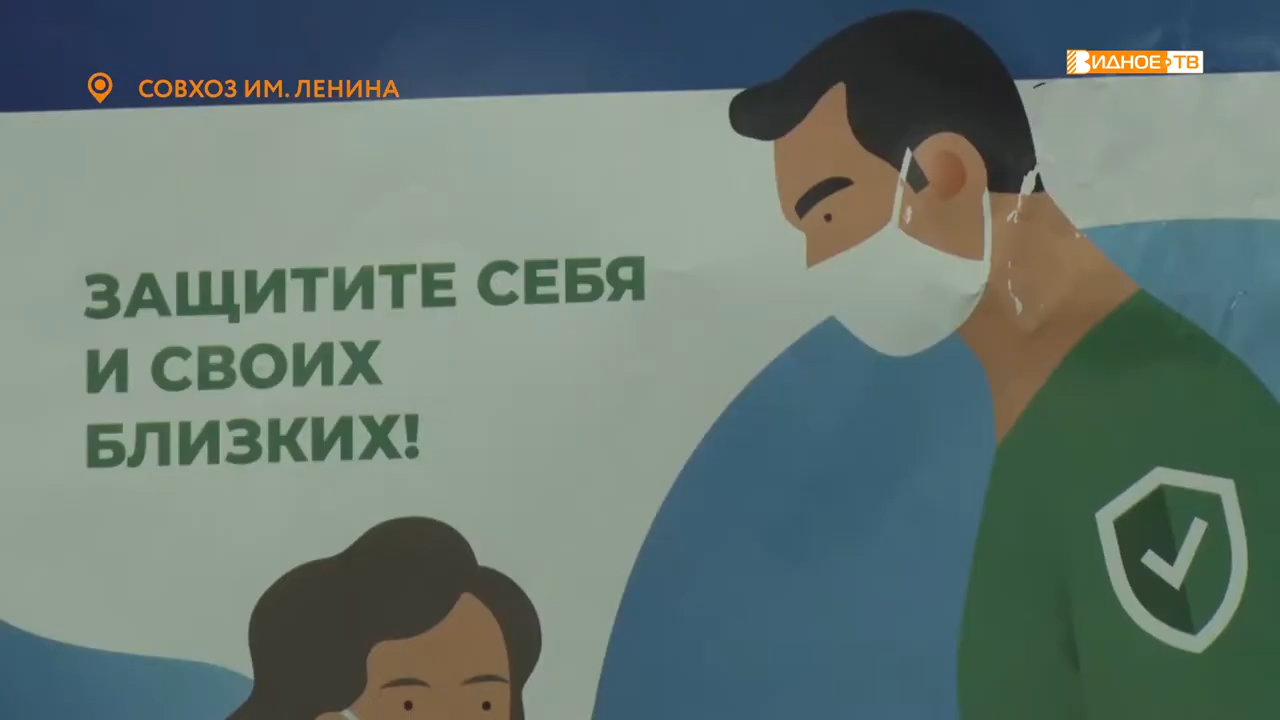 СОВХОЗ ИМ. ЛЕНИНА
ВИДНОЕ ТВ
ЗАЩИТИТЕ СЕБЯ
И СВОИХ
БЛИЗКИХ!